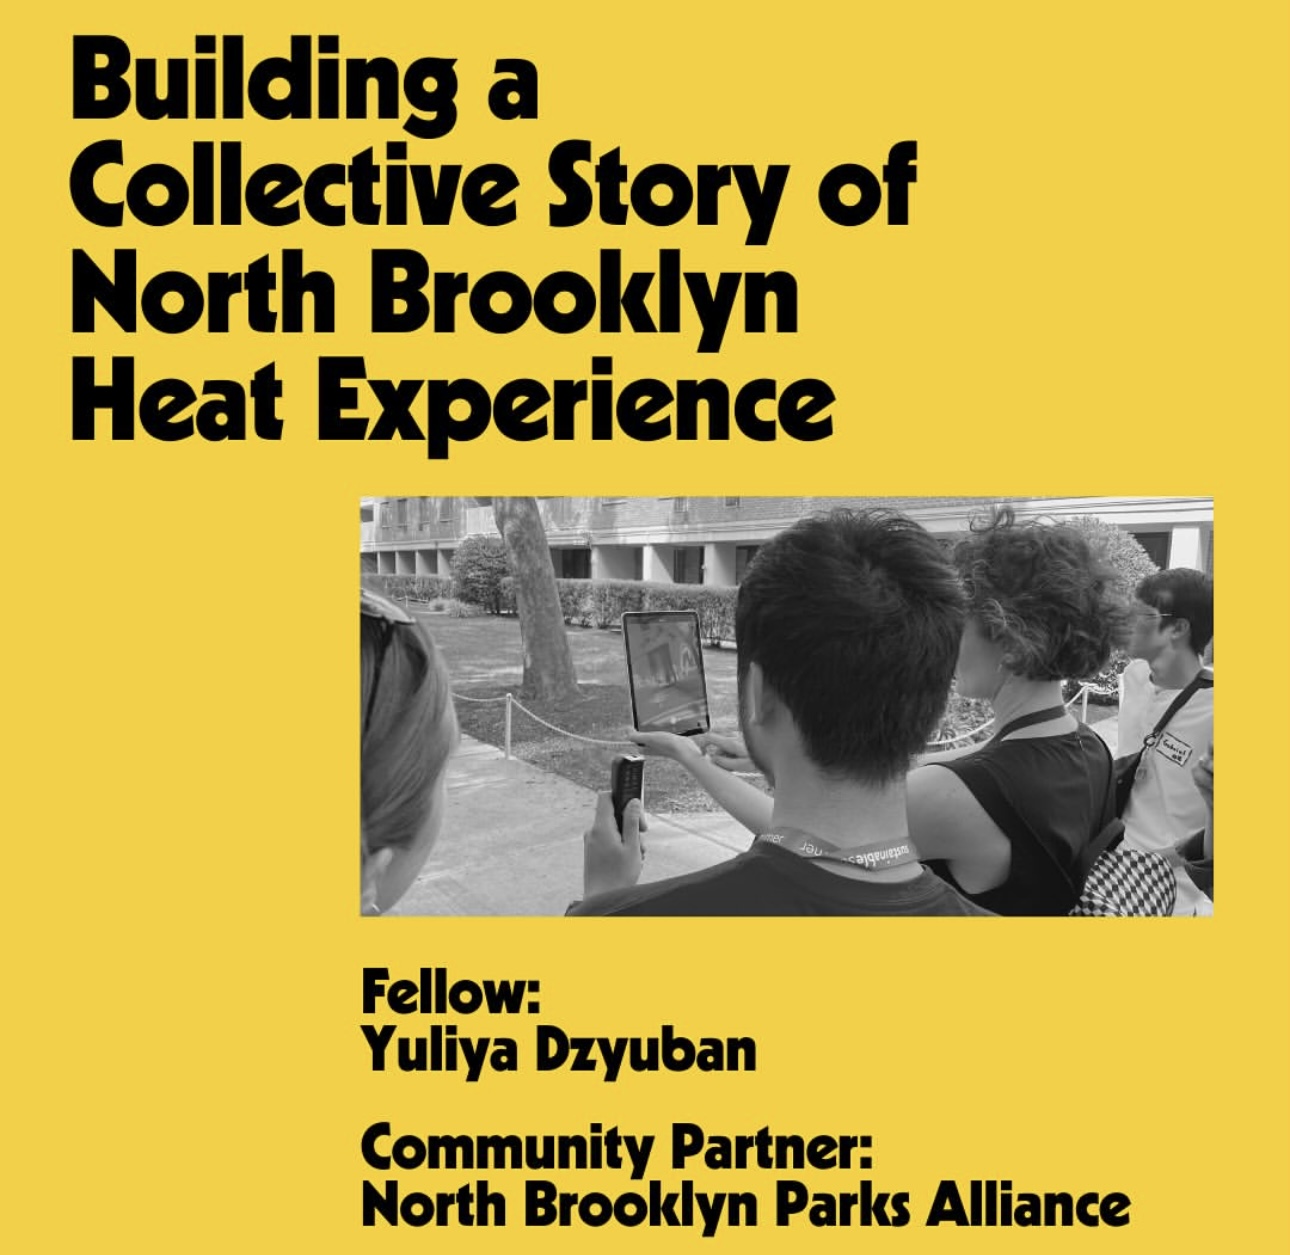 Building a
Collective Story of
North Brooklyn
Heat Experience
Fellow:
Yuliya Dzyuban
Community Partner:
North Brooklyn Parks Alliance